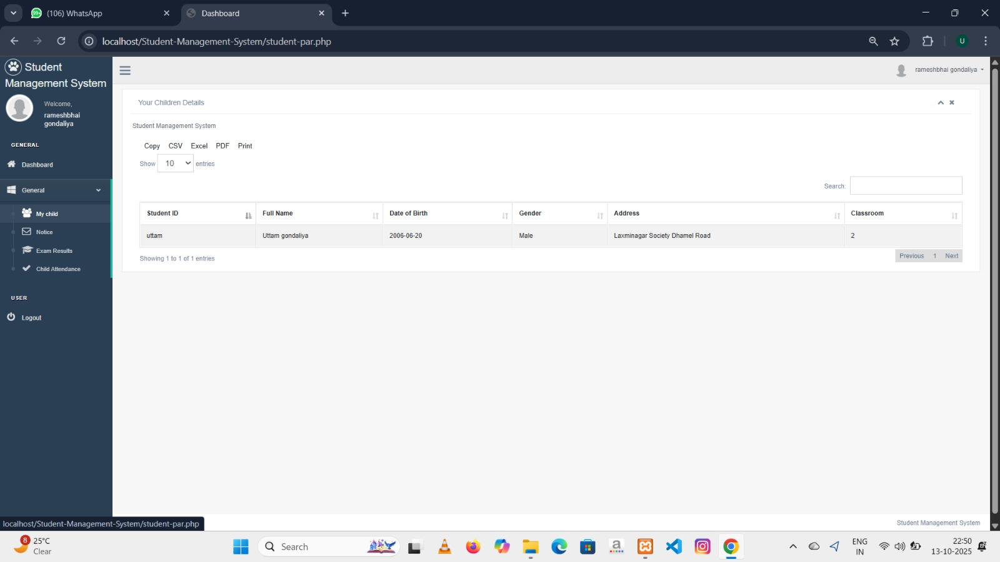 (106) WhatsApp
Dashboard
localhost/Student-Management-System/student-par.php
U
Student
Management System
Welcome,
rameshbhai
gondaliya
GENERAL
Dashboard
General
My child
Notice
Exam Results
Child Attendance
USER
Logout
rameshbhai gondaliya
Your Children Details
Student Management System
Copy CSV Excel PDF Print
Show 10 entries
Search:
Student ID Full Name Date of Birth Gender Address Classroom
uttam Uttam gondaliya 2006-06-20 Male Laxminagar Society Dhamel Road 2
Showing 1 to 1 of 1 entries
Previous 1 Next
Student Management System
localhost/Student-Management-System/student-par.php
8
25°C
Clear
Search
ENG
IN
22:50
13-10-2025